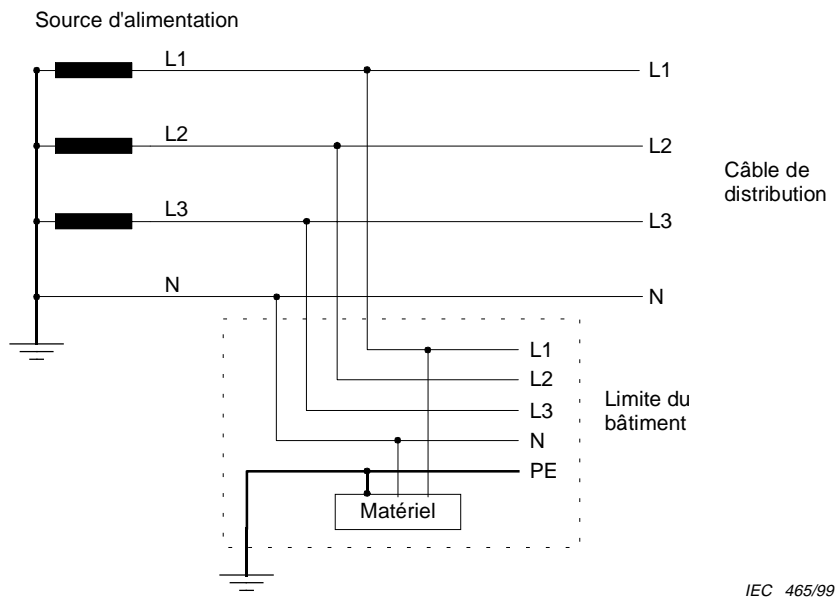 Source d'alimentation
L1
L1
L2
L2
Câble de
distribution
L3
L3
N
N
L1
L2
Limite du
bâtiment
L3
N
PE
Matériel
IEC 465/99